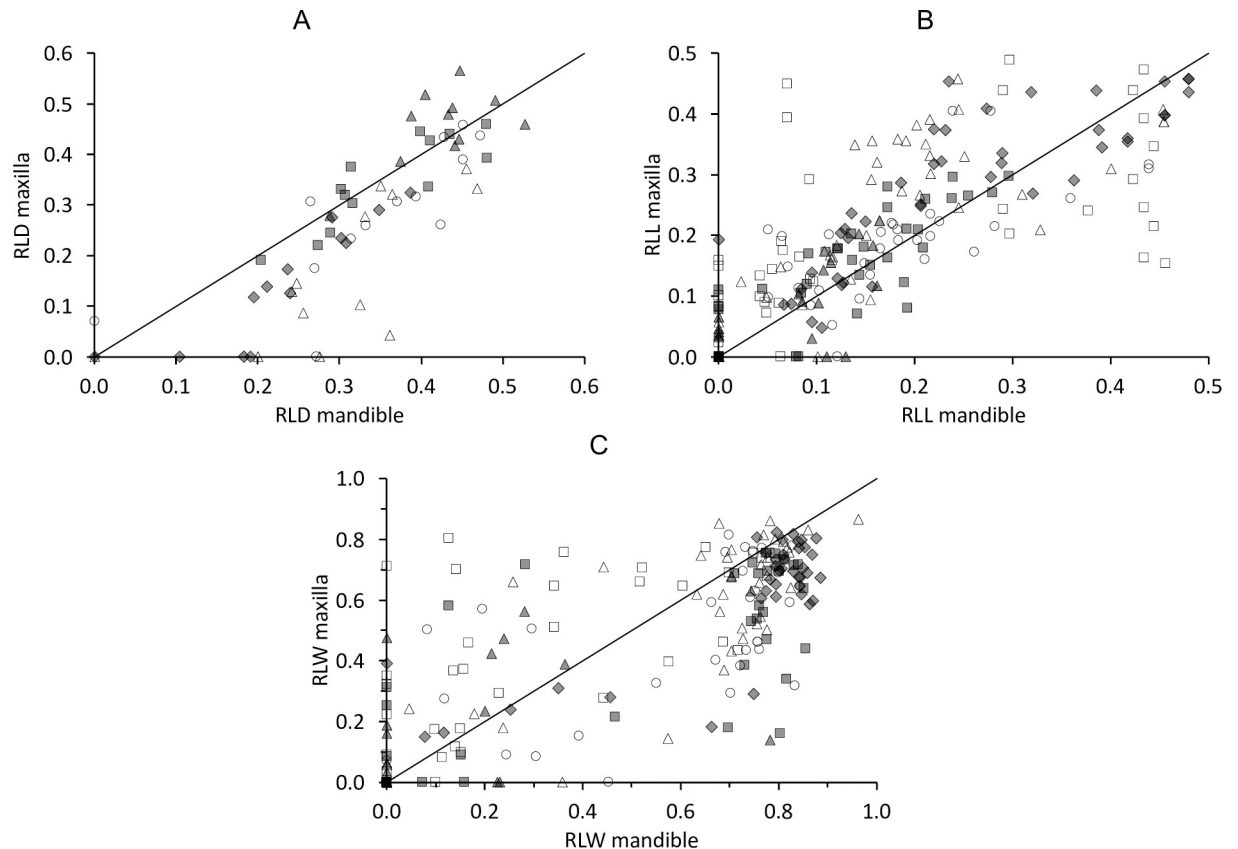 A
RLD maxilla
0.6
0.5
0.4
0.3
0.2
0.1
0.0
0.0 0.1 0.2 0.3 0.4 0.5 0.6
RLD mandible
B
RLL maxilla
0.5
0.4
0.3
0.2
0.1
0.0
0.0 0.1 0.2 0.3 0.4 0.5
RLL mandible
C
RLW maxilla
1.0
0.8
0.6
0.4
0.2
0.0
0.0 0.2 0.4 0.6 0.8 1.0
RLW mandible